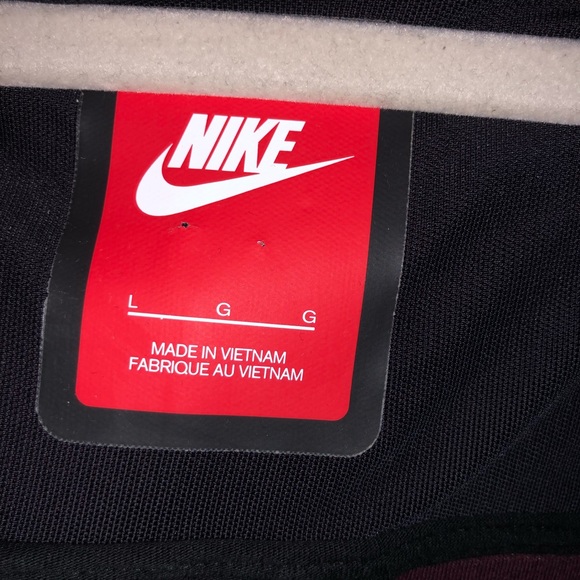 NIKE
L G G
MADE IN VIETNAM
FABRIQUE AU VIETNAM